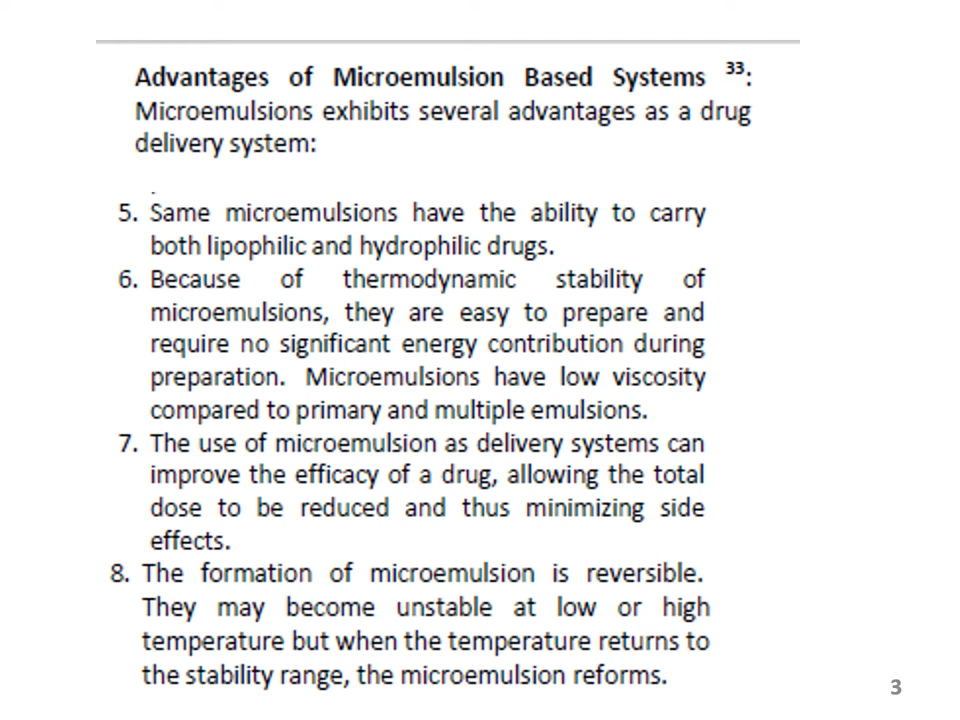 Advantages of Microemulsion Based Systems ³³:
Microemulsions exhibits several advantages as a drug
delivery system:
.
5. Same microemulsions have the ability to carry
both lipophilic and hydrophilic drugs.
6. Because of thermodynamic stability of
microemulsions, they are easy to prepare and
require no significant energy contribution during
preparation. Microemulsions have low viscosity
compared to primary and multiple emulsions.
7. The use of microemulsion as delivery systems can
improve the efficacy of a drug, allowing the total
dose to be reduced and thus minimizing side
effects.
8. The formation of microemulsion is reversible.
They may become unstable at low or high
temperature but when the temperature returns to
the stability range, the microemulsion reforms.
3